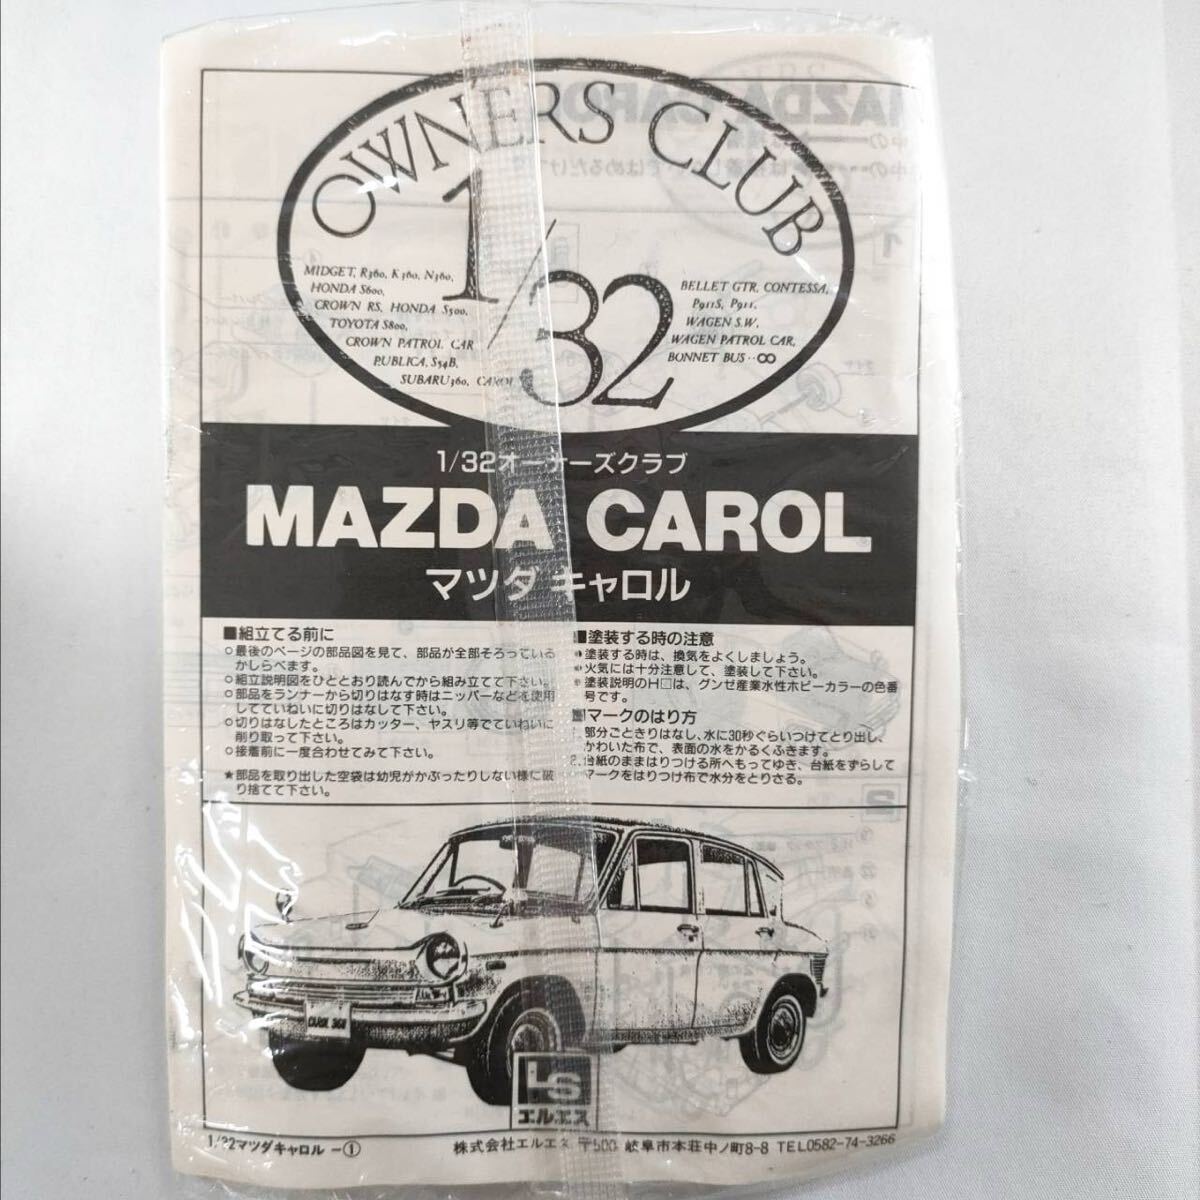 OWNERS CLUB
1/32
MIDGET, R360, K360, N360,
HONDA S600,
CROWN RS, HONDA S500,
TOYOTA S800,
CROWN PATROL CAR
PUBLICA, S54B,
SUBARU360, CAROL
BELLET GTR, CONTESSA,
P911S, P911,
WAGEN S.W,
WAGEN PATROL CAR,
BONNET BUS‥∞
1/32オーナーズクラブ
MAZDA CAROL
マツダ キャロル
■組立てる前に
○最後のページの部品図を見て、部品が全部そろっている
かしらべます。
○組立説明図をひととおり読んでから組み立てて下さい。
○部品をランナーから切りはなす時はニッパーなどを使用
してていねいに切りはなして下さい。
○切りはなしたところはカッター、ヤスリ等でていねいに
削り取って下さい。
○接着前に一度合わせてみて下さい。
★部品を取り出した空袋は幼児がかぶったりしない様に破
り捨てて下さい。
■塗装する時の注意
●塗装する時は、換気をよくしましょう。
●火気には十分注意して、塗装して下さい。
●塗装説明のH□は、グンゼ産業水性ホビーカラーの色番
号です。
■マークのはり方
1. 部分ごときりはなし、水に30秒ぐらいつけてとり出し、
かわいた布で、表面の水をかるくふきます。
2. 台紙のままはりつける所へもってゆき、台紙をずらして
マークをはりつけ布で水分をとりさる。
CAROL 360
LS
エルエス
1/32マツダキャロル ー①
株式会社エルエス 〒500 岐阜市本荘中ノ町8-8 TEL0582-74-3266